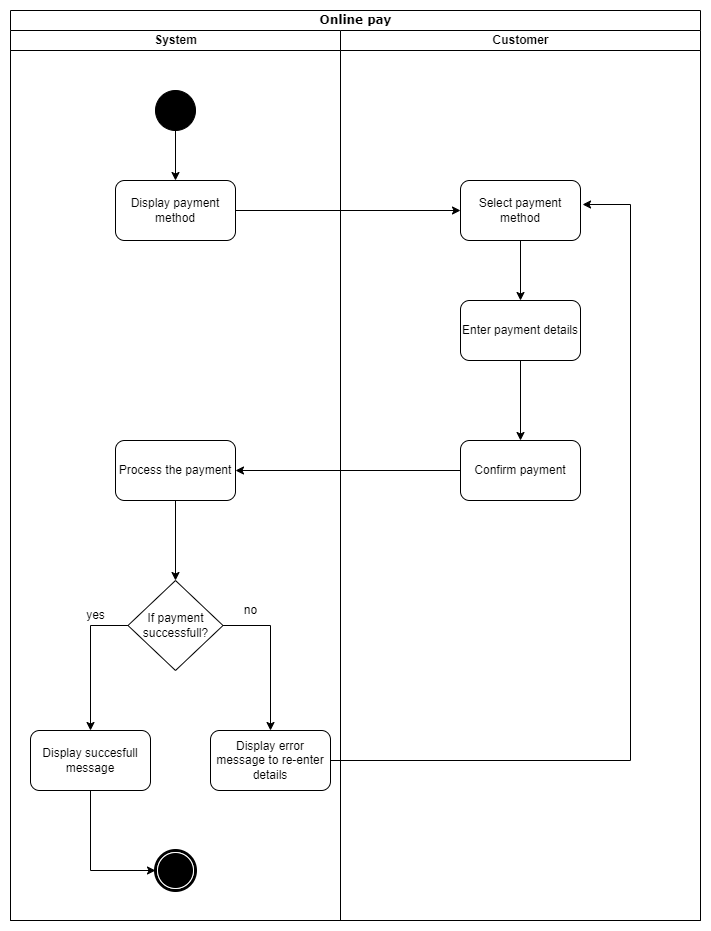 Online pay
System
Customer
Display payment
method
Select payment
method
Enter payment details
Process the payment
Confirm payment
If payment
successfull?
yes
no
Display succesfull
message
Display error
message to re-enter
details